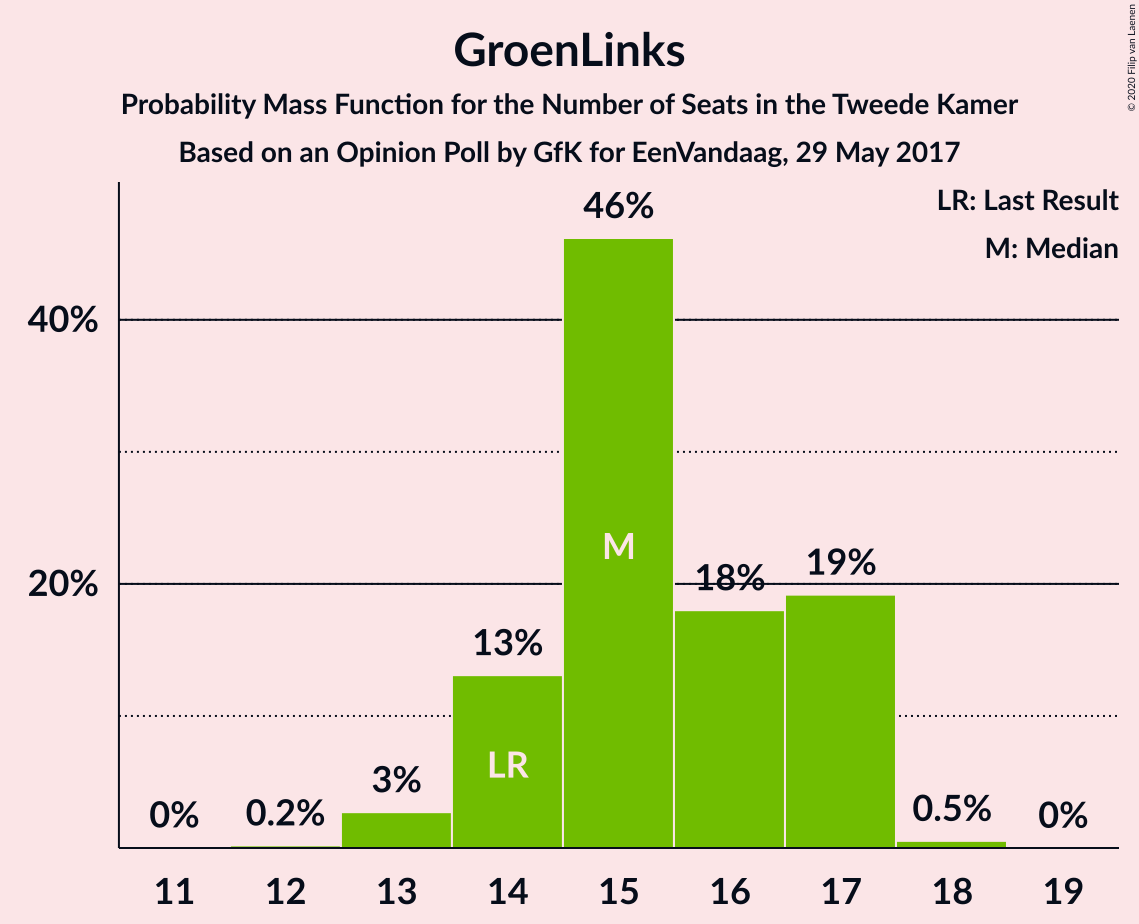 GroenLinks
Probability Mass Function for the Number of Seats in the Tweede Kamer
Based on an Opinion Poll by GfK for EenVandaag, 29 May 2017
© 2020 Filip van Laenen
LR: Last Result
M: Median
40%
20%
0%
0.2%
3%
13%
46%
18%
19%
0.5%
0%
LR
M
11 12 13 14 15 16 17 18 19